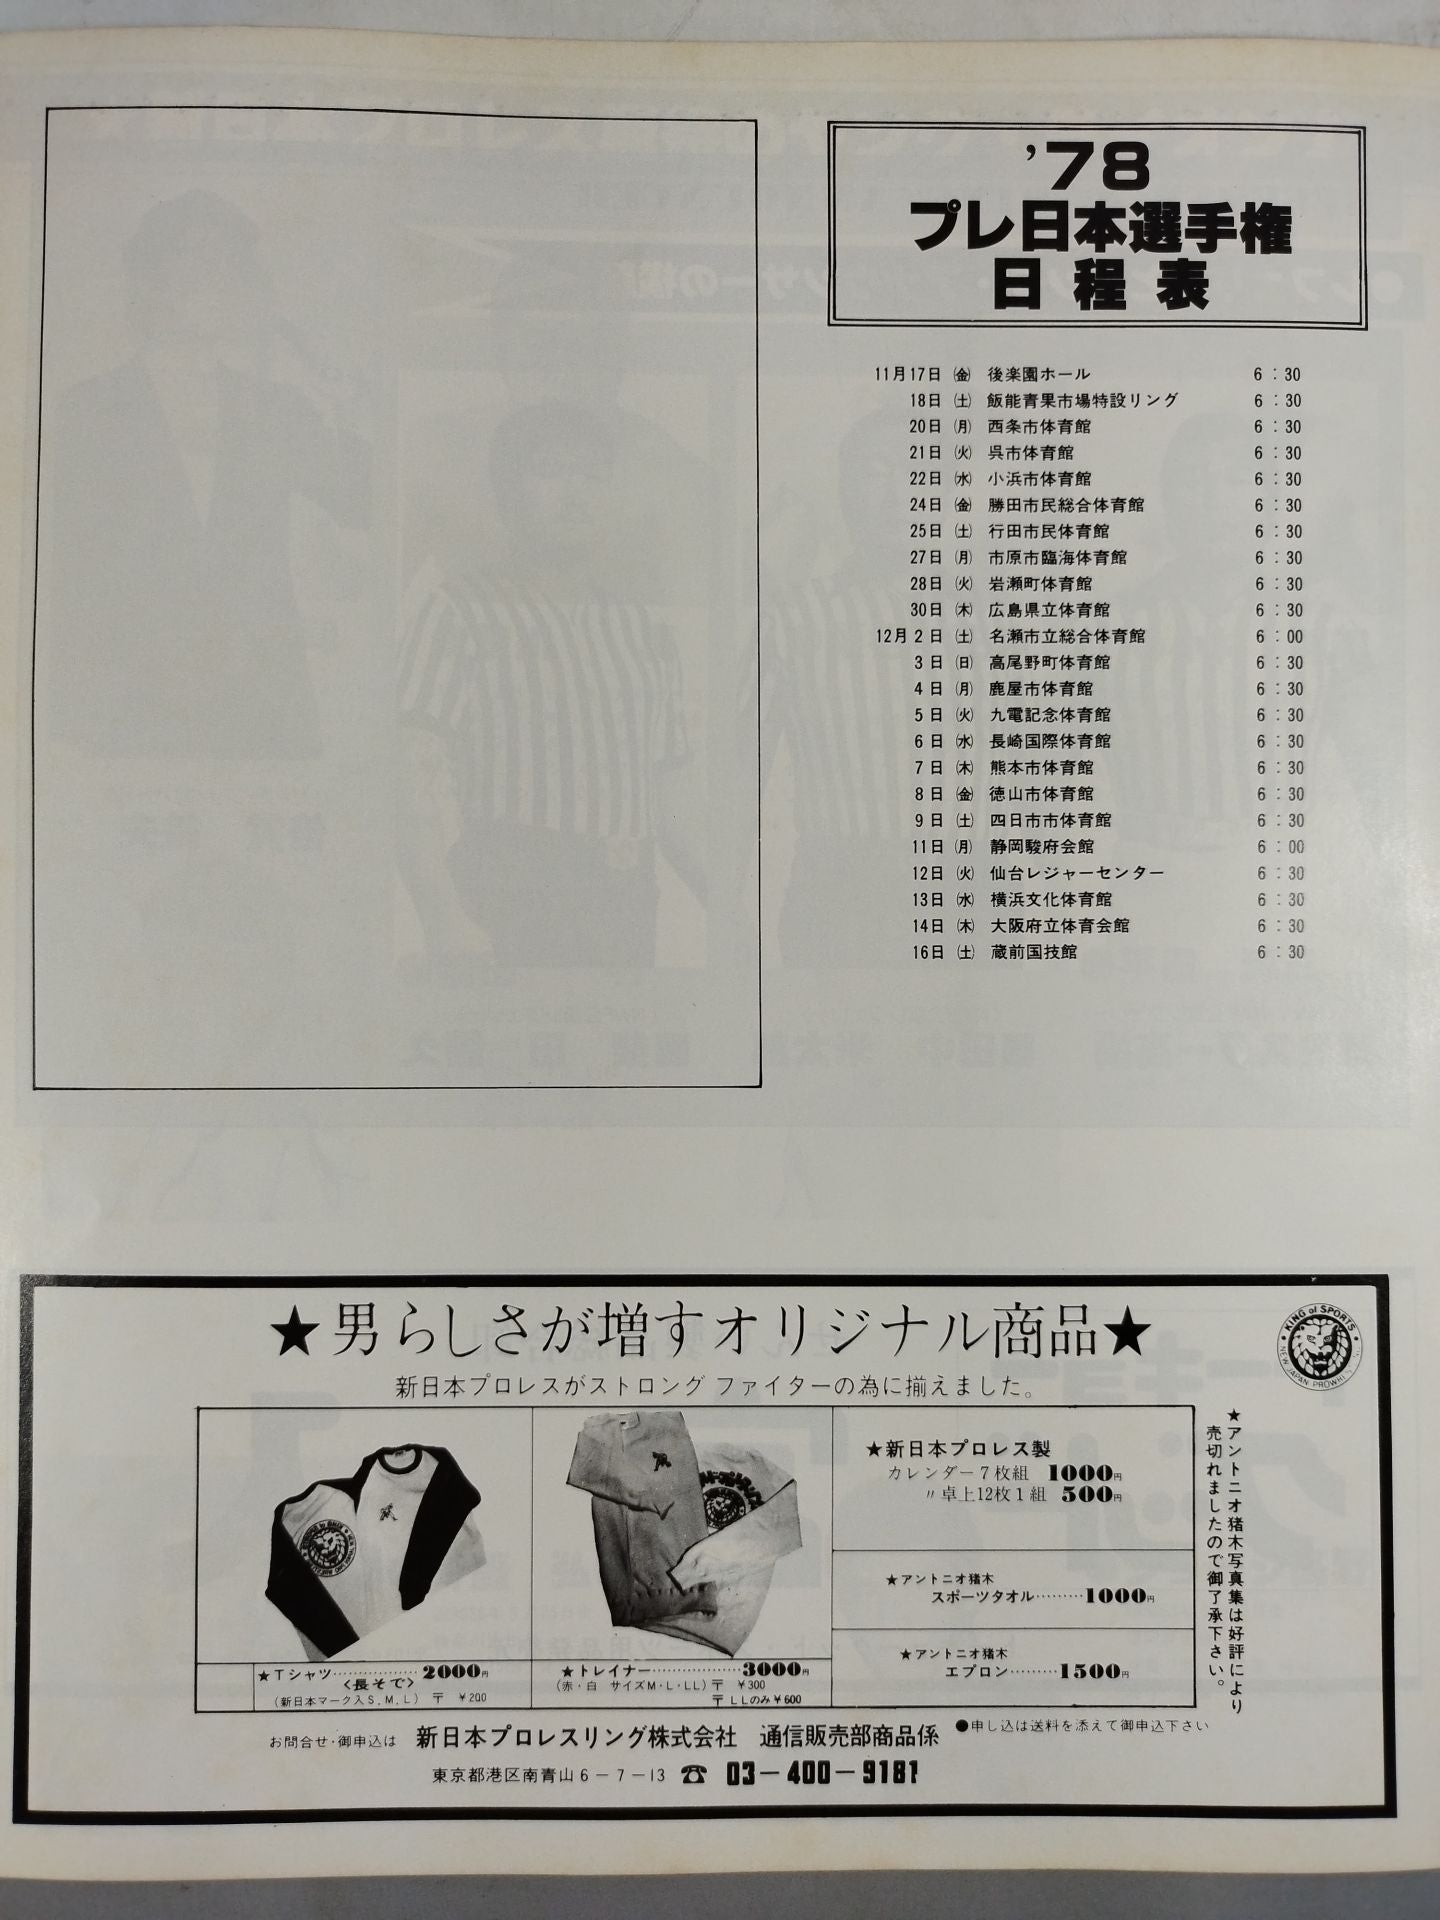 ’78
プレ日本選手権
日程表
11月17日 ㈮ 後楽園ホール 6:30
18日 ㈯ 飯能青果市場特設リング 6:30
20日 ㈪ 西条市体育館 6:30
21日 ㈫ 呉市体育館 6:30
22日 ㈬ 小浜市体育館 6:30
24日 ㈮ 勝田市民総合体育館 6:30
25日 ㈯ 行田市民体育館 6:30
27日 ㈪ 市原市臨海体育館 6:30
28日 ㈫ 岩瀬町体育館 6:30
30日 ㈭ 広島県立体育館 6:30
12月2日 ㈯ 名瀬市立総合体育館 6:00
3日 ㈰ 高尾野町体育館 6:30
4日 ㈪ 鹿屋市体育館 6:30
5日 ㈫ 九電記念体育館 6:30
6日 ㈬ 長崎国際体育館 6:30
7日 ㈭ 熊本市体育館 6:30
8日 ㈮ 徳山市体育館 6:30
9日 ㈯ 四日市市体育館 6:30
11日 ㈪ 静岡駿府会館 6:00
12日 ㈫ 仙台レジャーセンター 6:30
13日 ㈬ 横浜文化体育館 6:30
14日 ㈭ 大阪府立体育会館 6:30
16日 ㈯ 蔵前国技館 6:30
★男らしさが増すオリジナル商品★
KING of SPORTS
新日本プロレスがストロングファイターの為に揃えました。
★Tシャツ……………2000円
<長そで>
(新日本マーク入S,M,L) 〒 ¥200
★トレイナー……………3000円
(赤・白 サイズM・L・LL) 〒 ¥300
〒 LLのみ¥600
★新日本プロレス製
カレンダー7枚組 1000円
〃卓上12枚1組 500円
★アントニオ猪木
スポーツタオル………1000円
★アントニオ猪木
エプロン………1500円
★アントニオ猪木写真集は好評により
売切れましたので御了承下さい。
お問合せ・御申込は 新日本プロレスリング株式会社 通信販売部商品係 ●申し込は送料を添えて御申込下さい
東京都港区南青山6-7-13 ☎ 03-400-9181